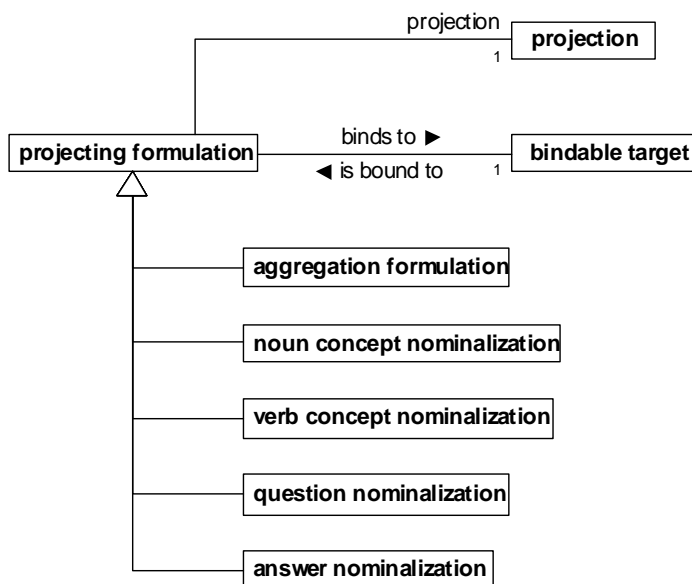 projection
projection
1
projecting formulation
binds to ►
bindable target
◄ is bound to
1
aggregation formulation
noun concept nominalization
verb concept nominalization
question nominalization
answer nominalization